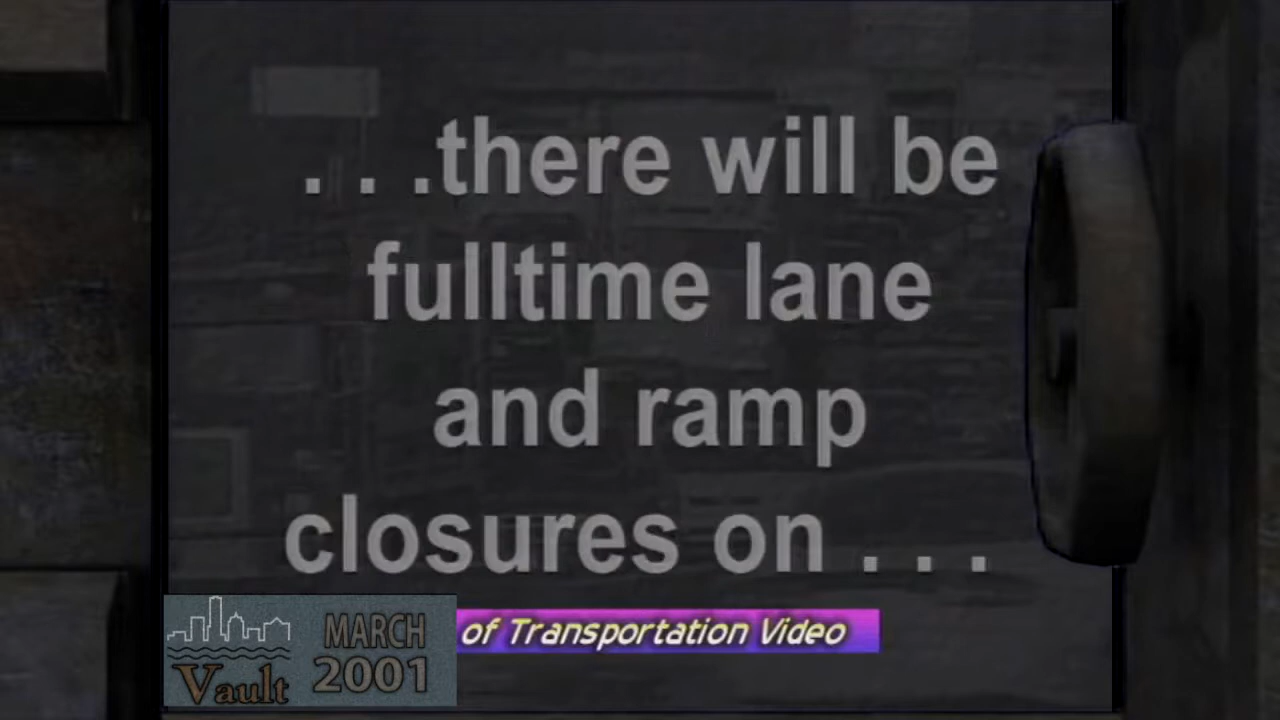 . . .there will be
fulltime lane
and ramp
closures on . . .
of Transportation Video
MARCH
2001
Vault